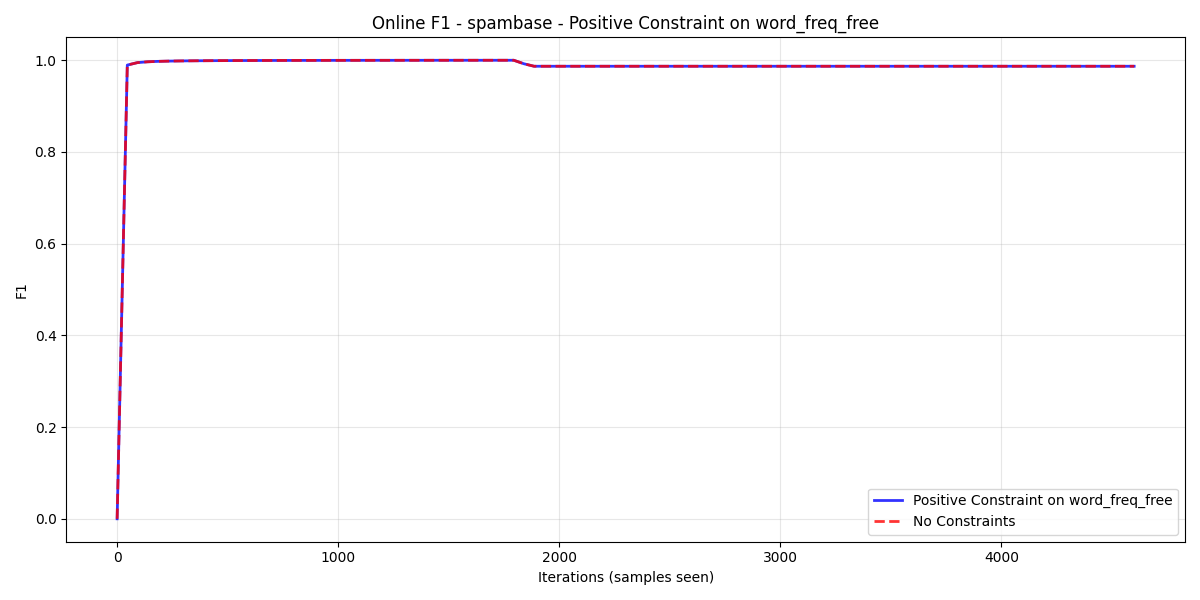 Online F1 - spambase - Positive Constraint on word_freq_free
1.0
0.8
0.6
0.4
0.2
0.0
F1
0 1000 2000 3000 4000
Iterations (samples seen)
Positive Constraint on word_freq_free
No Constraints